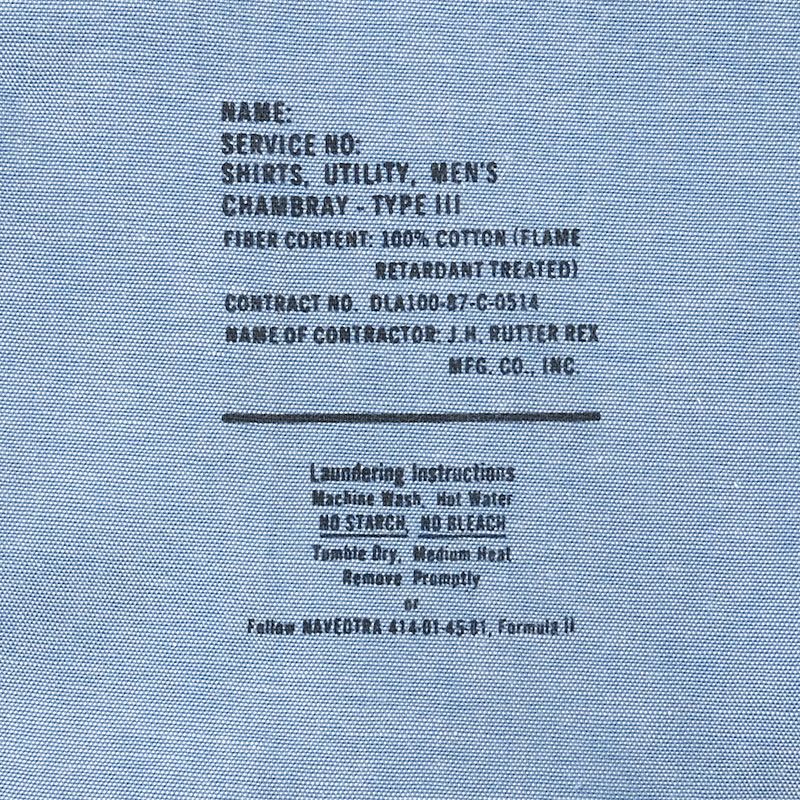 NAME:
SERVICE NO:
SHIRTS, UTILITY, MEN'S
CHAMBRAY - TYPE III
FIBER CONTENT: 100% COTTON (FLAME
RETARDANT TREATED)
CONTRACT NO. DLA100-87-C-0514
NAME OF CONTRACTOR: J.H. RUTTER REX
MFG. CO., INC.
Laundering Instructions
Machine Wash, Hot Water
NO STARCH, NO BLEACH
Tumble Dry, Medium Heat
Remove Promptly
or
Follow NAVEDTRA 414-01-45-81, Formula II